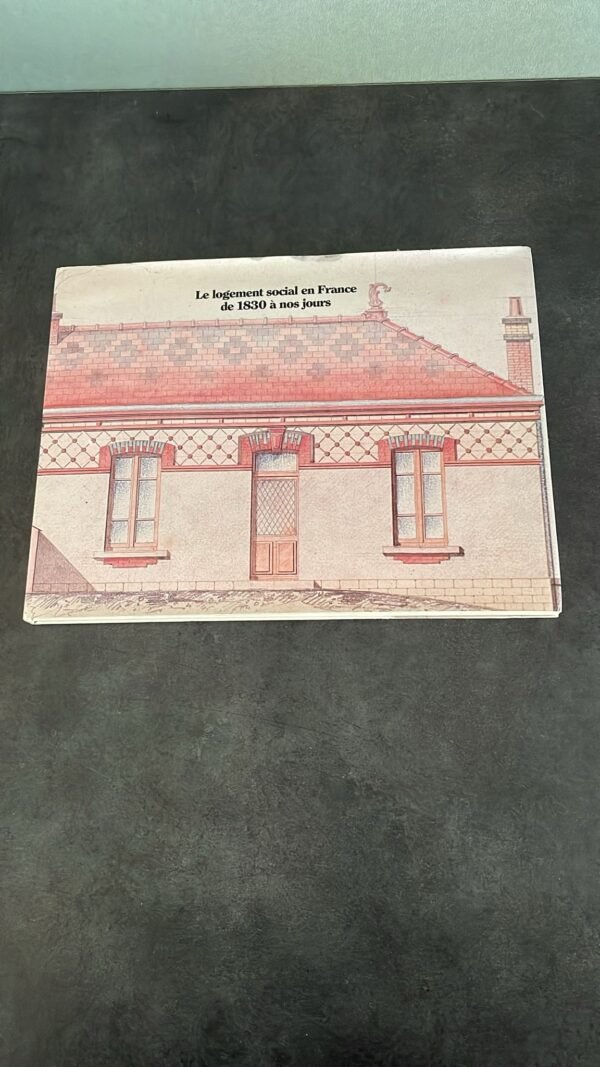 Le logement social en France
de 1830 à nos jours